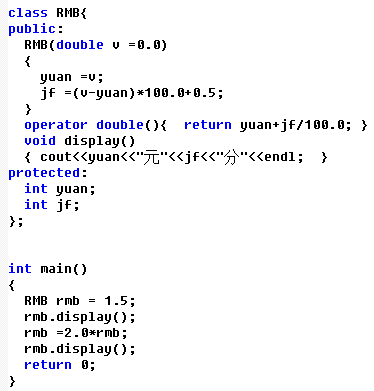 class RMB{
public:
  RMB(double v =0.0)
  {
    yuan =v;
    jf =(v-yuan)*100.0+0.5;
  }
  operator double(){  return yuan+jf/100.0; }
  void display()
  { cout<<yuan<<"元"<<jf<<"分"<<endl;  }
protected:
  int yuan;
  int jf;
};
int main()
{
  RMB rmb = 1.5;
  rmb.display();
  rmb =2.0*rmb;
  rmb.display();
  return 0;
}